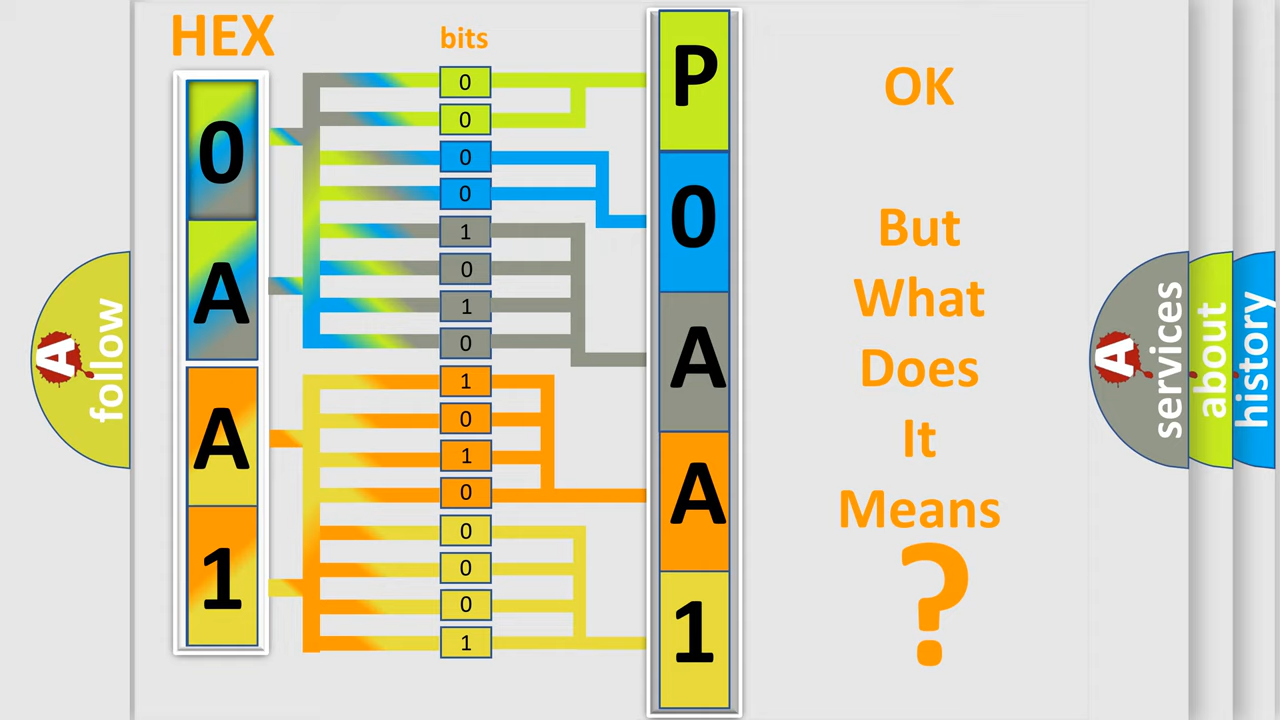 HEX
bits
0
A
A
1
0
0
0
0
1
0
1
0
1
0
1
0
0
0
0
1
P
0
A
A
1
OK
But
What
Does
It
Means
?
A
follow
A
services
about
history